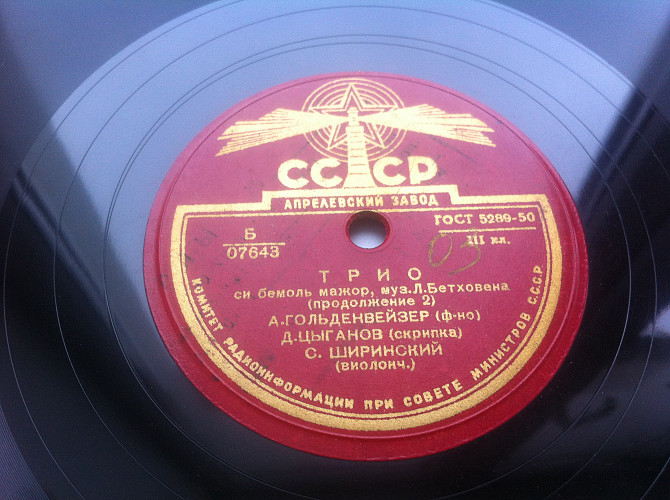 СССР
АПРЕЛЕВСКИЙ ЗАВОД
ГОСТ 5289-50
Б
07643
III кл.
03
ТРИО
си бемоль мажор, муз.Л.Бетховена
(продолжение 2)
А.ГОЛЬДЕНВЕЙЗЕР (ф-но)
Д.ЦЫГАНОВ (скрипка)
С. ШИРИНСКИЙ
(виолонч.)
КОМИТЕТ РАДИОИНФОРМАЦИИ ПРИ СОВЕТЕ МИНИСТРОВ С.С.С.Р.